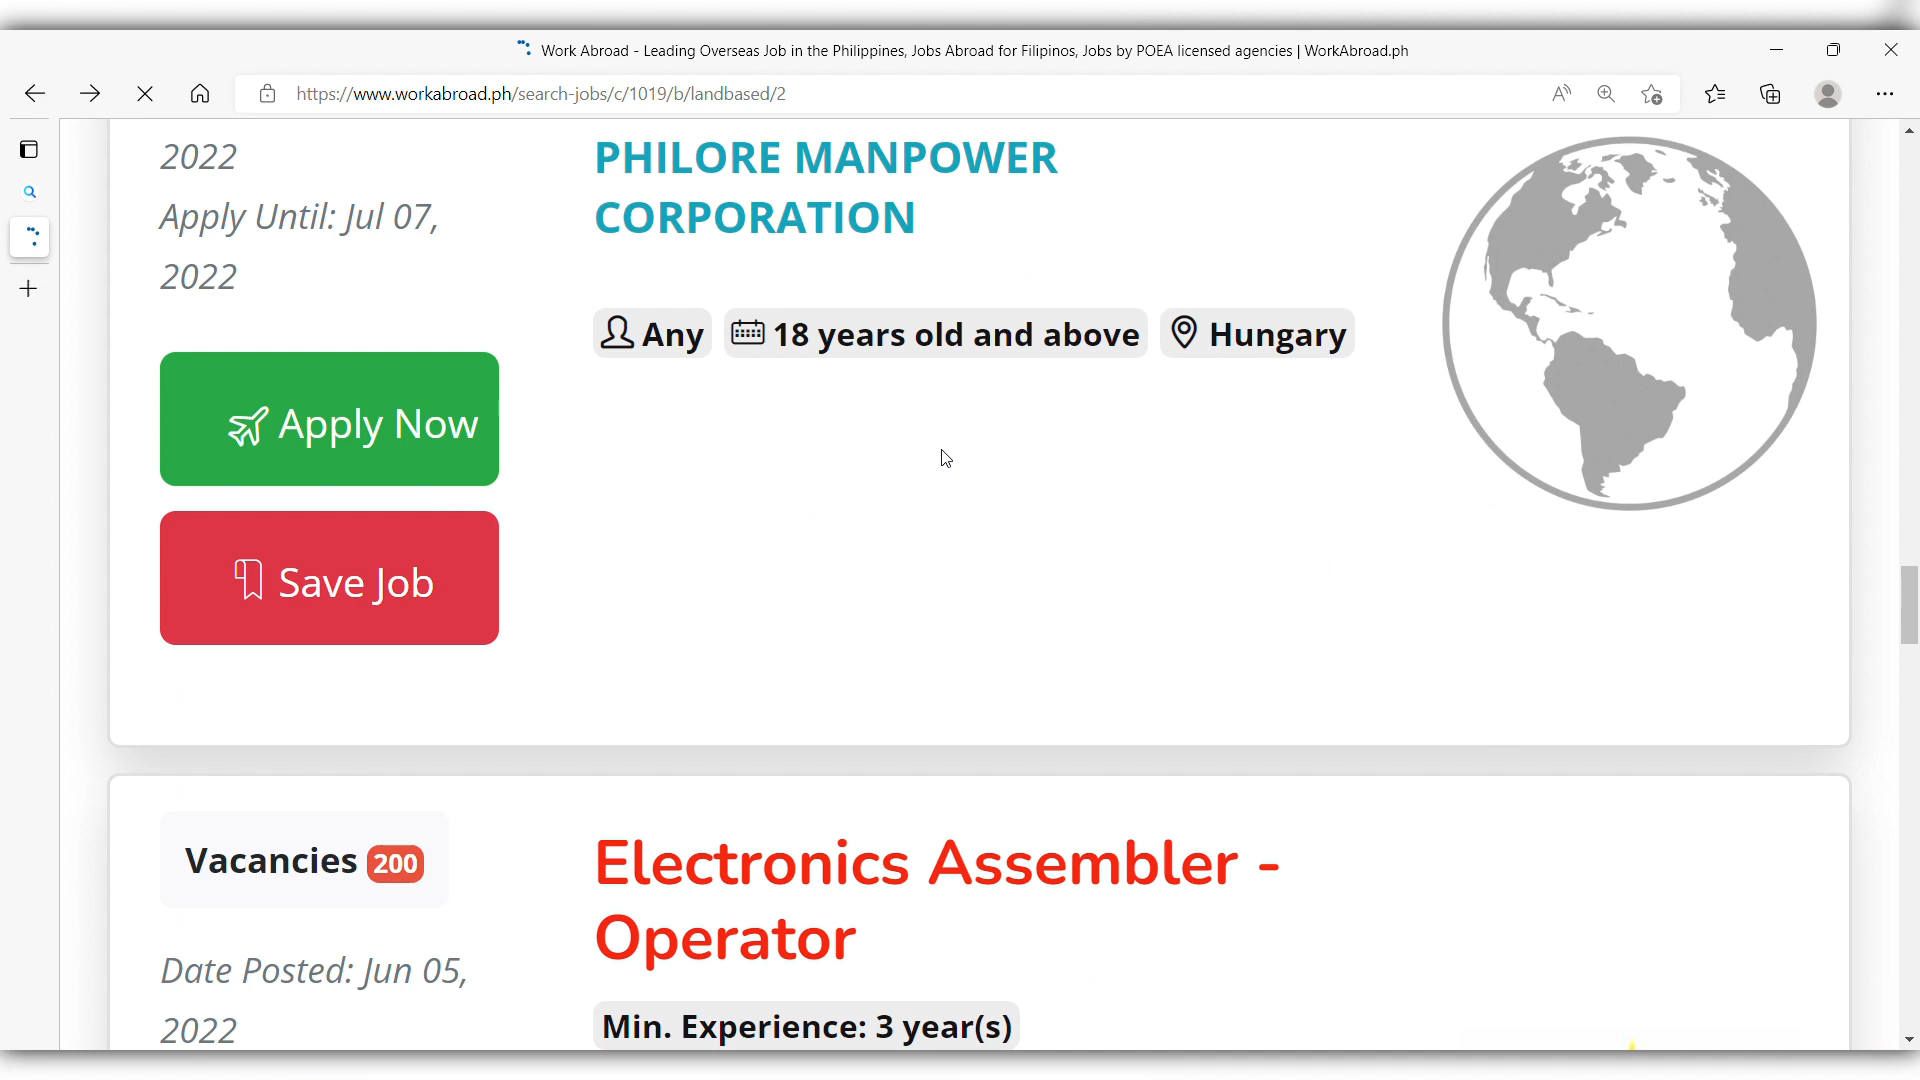 Work Abroad - Leading Overseas Job in the Philippines, Jobs Abroad for Filipinos, Jobs by POEA licensed agencies | WorkAbroad.ph
https://www.workabroad.ph/search-jobs/c/1019/b/landbased/2
2022
Apply Until: Jul 07,
2022
PHILORE MANPOWER
CORPORATION
Any
18 years old and above
Hungary
Apply Now
Save Job
Vacancies 200
Date Posted: Jun 05,
2022
Electronics Assembler -
Operator
Min. Experience: 3 year(s)